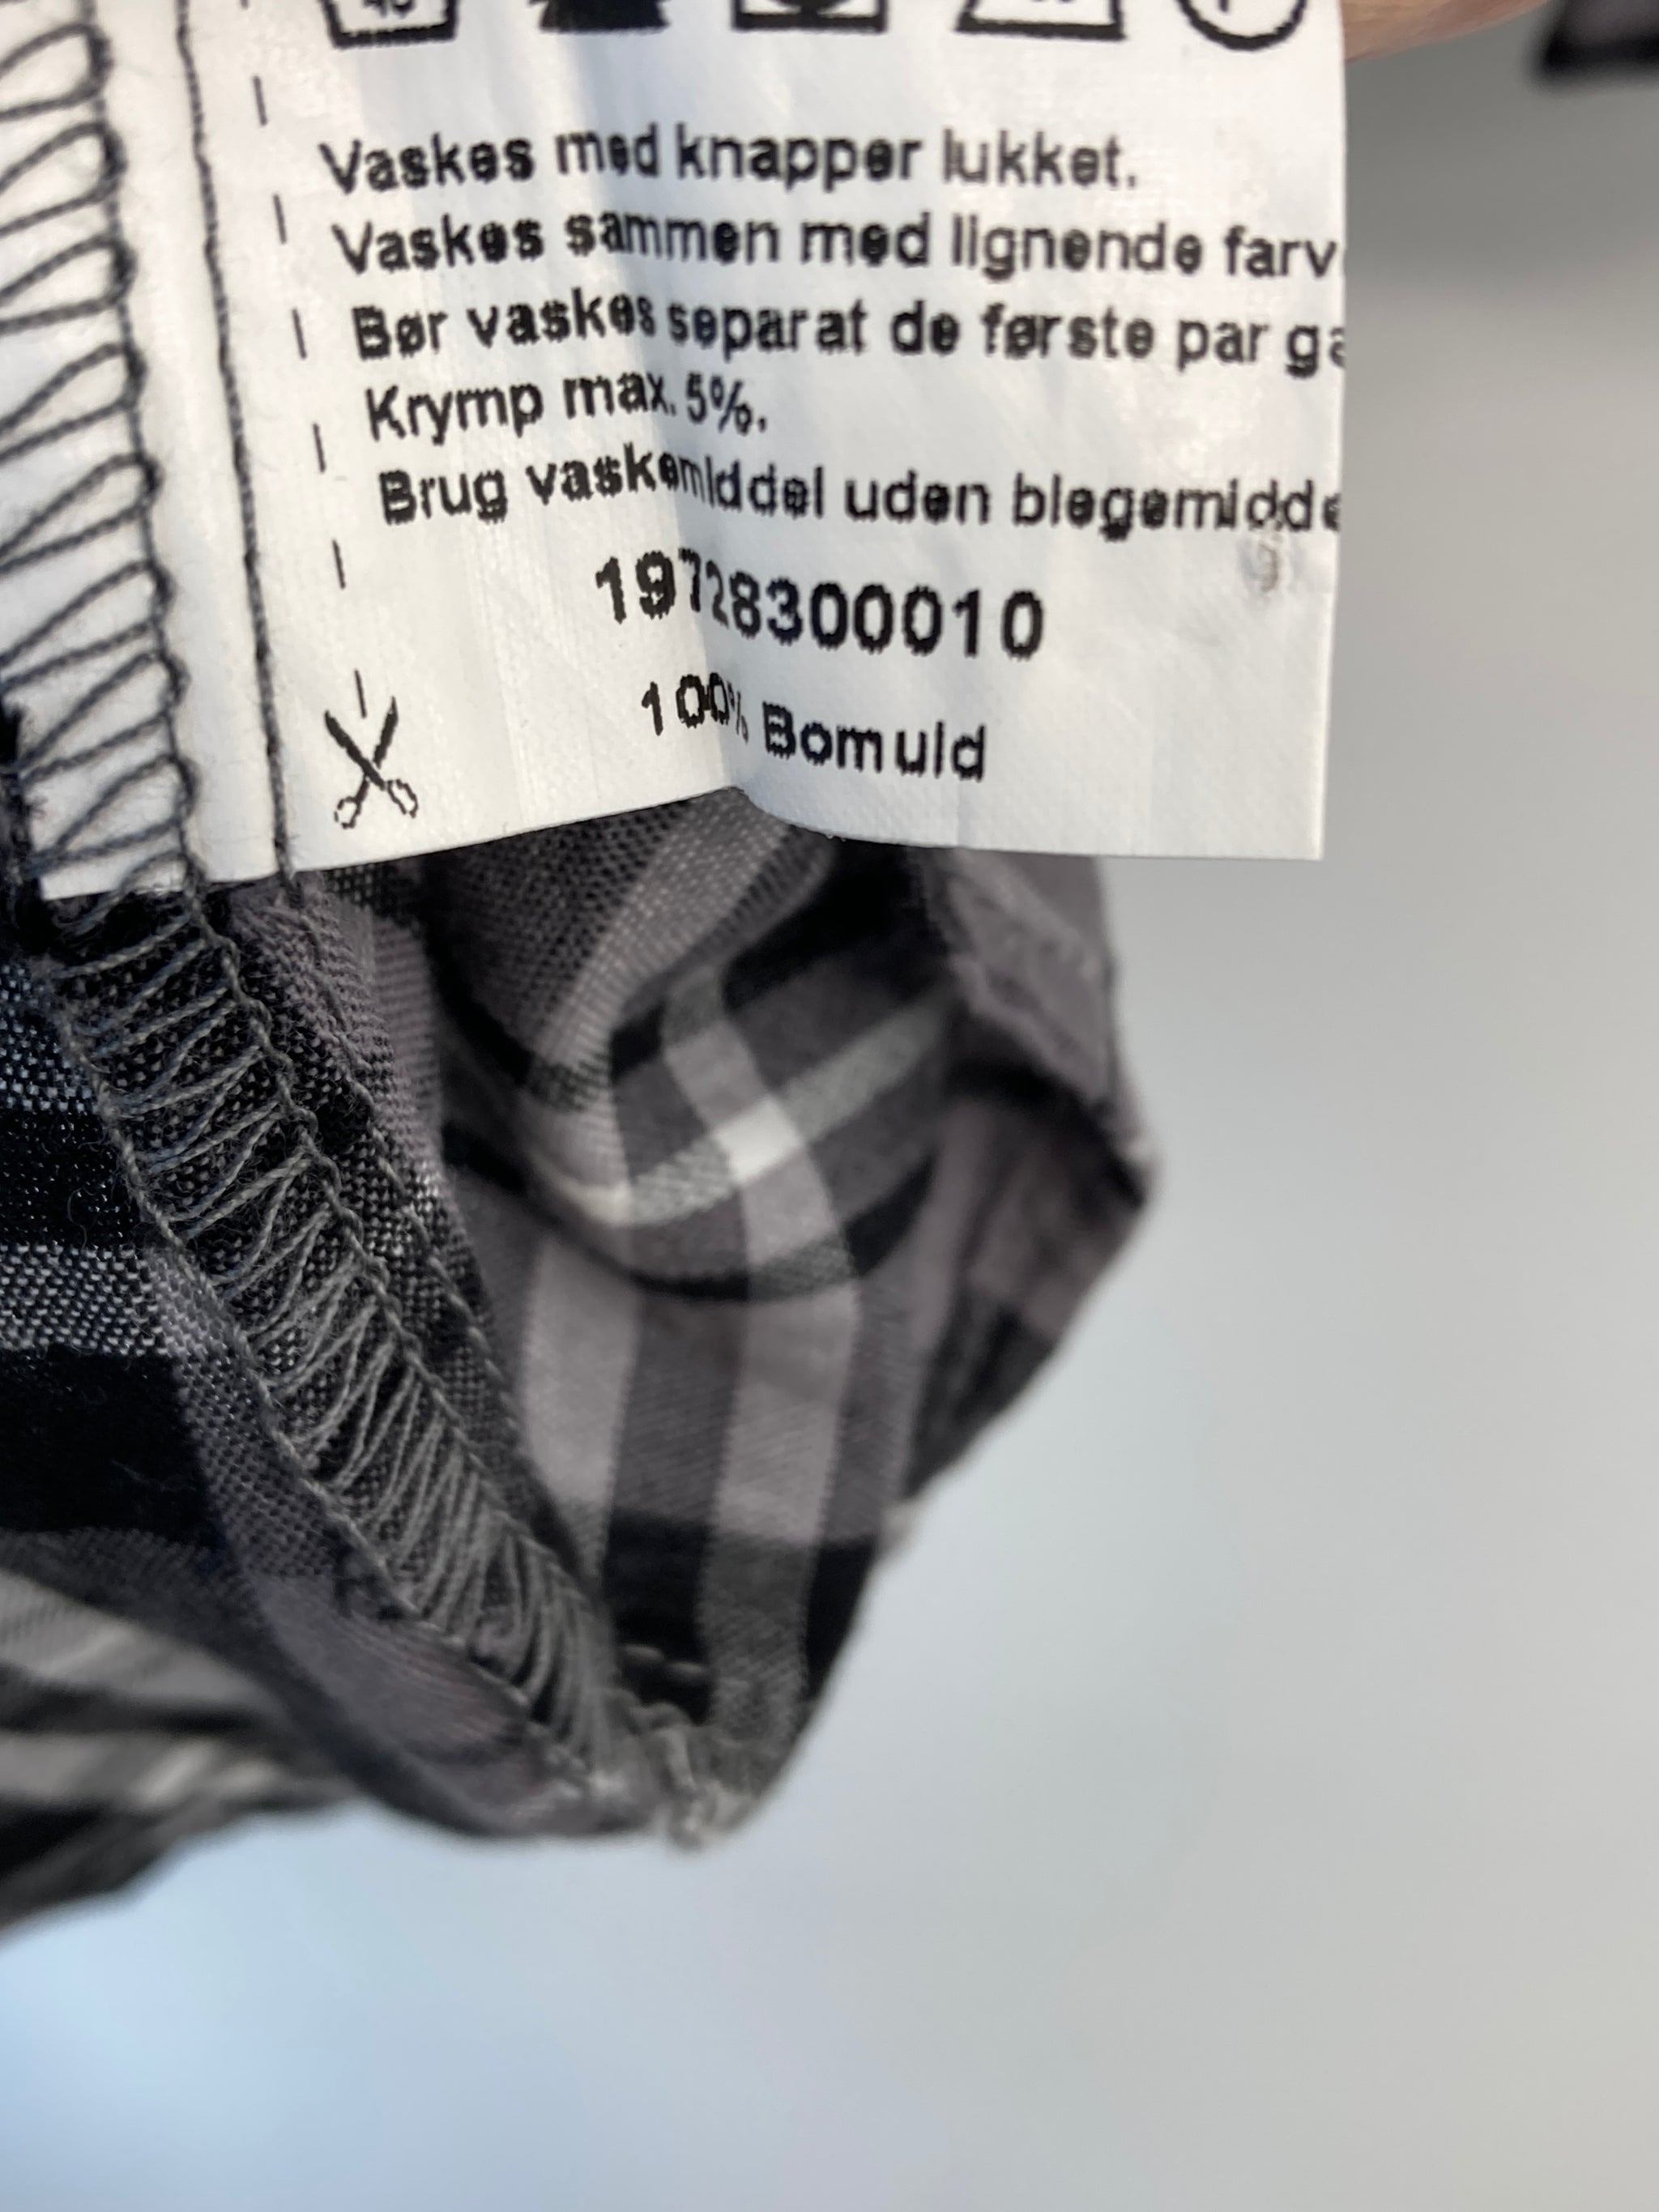 Vaskes med knapper lukket.
Vaskes sammen med lignende farv
Bør vaskes separat de første par ga
Krymp max. 5%.
Brug vaskemiddel uden blegemidde
19728300010
100% Bomuld